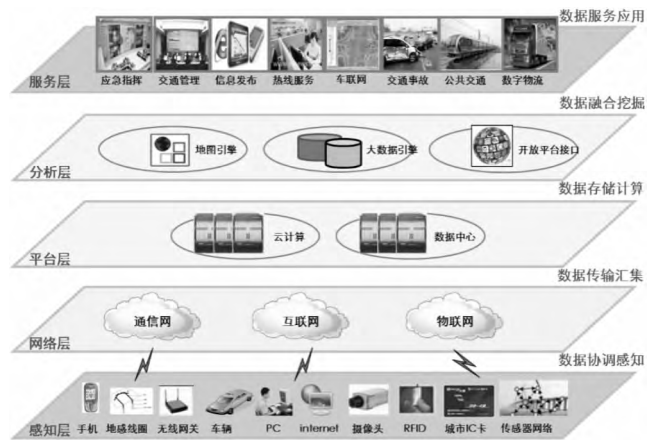 数据服务应用
应急指挥 交通管理 信息发布 热线服务 车联网 交通事故 公共交通 数字物流
服务层
数据融合挖掘
地图引擎 大数据引擎 开放平台接口
分析层
数据存储计算
云计算 数据中心
平台层
数据传输汇集
通信网 互联网 物联网
网络层
数据协调感知
感知层 手机 地感线圈 无线网关 车辆 PC internet 摄像头 RFID 城市IC卡 传感器网络